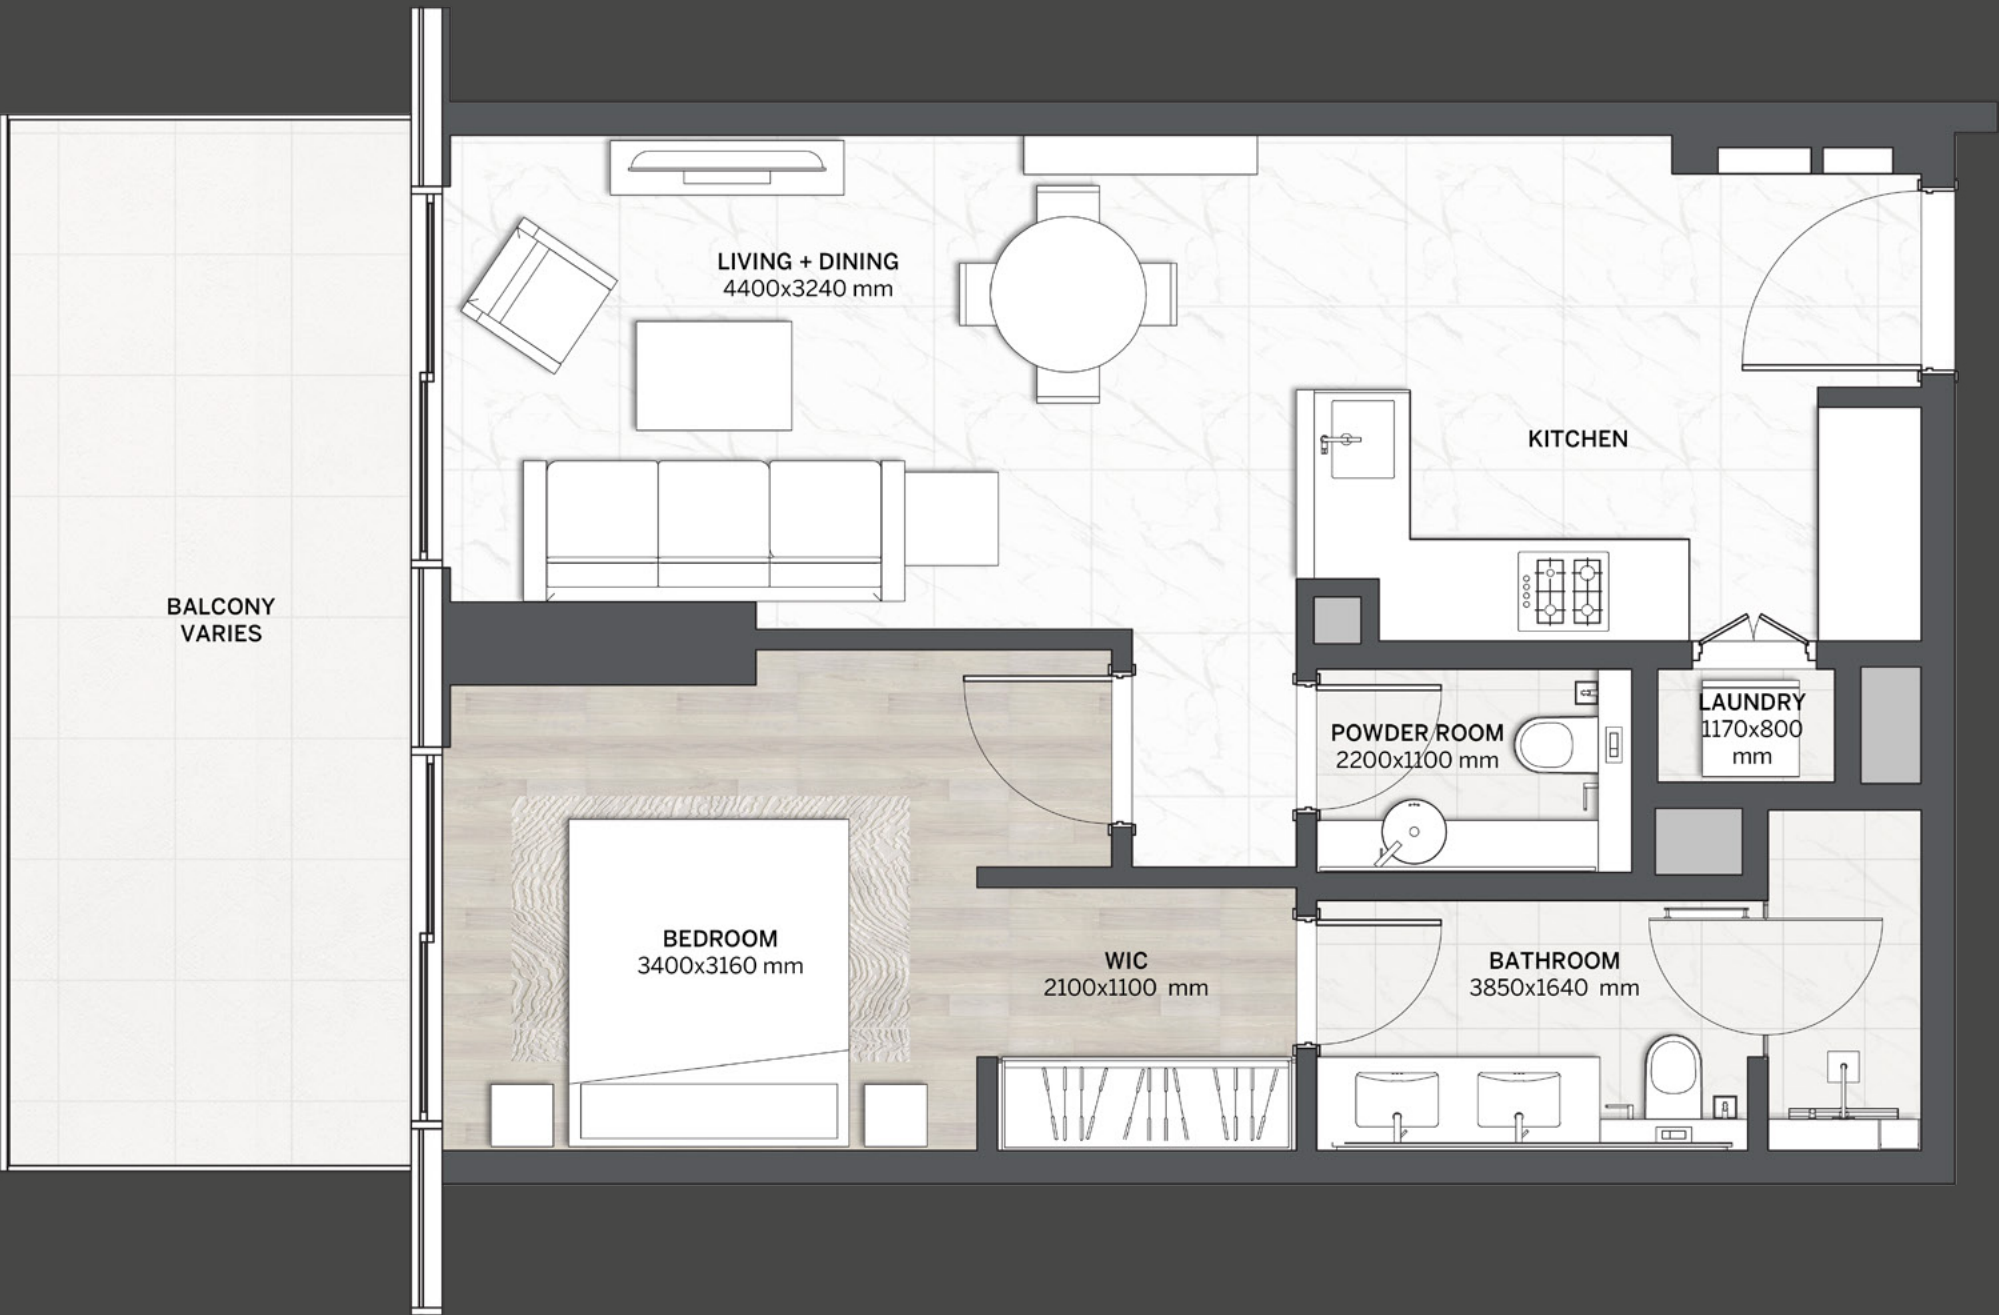 LIVING + DINING
4400x3240 mm
KITCHEN
BALCONY
VARIES
LAUNDRY
1170x800
mm
POWDER ROOM
2200x1100 mm
BEDROOM
3400x3160 mm
WIC
2100x1100 mm
BATHROOM
3850x1640 mm